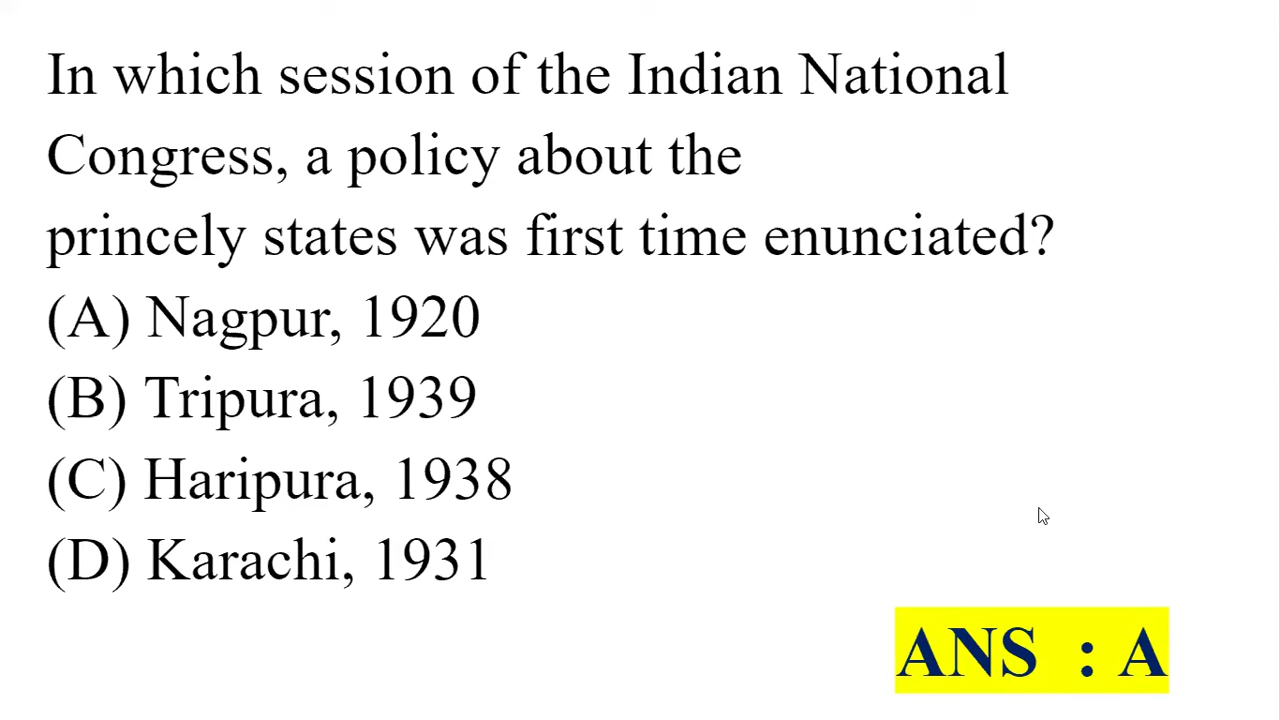 In which session of the Indian National
Congress, a policy about the
princely states was first time enunciated?
(A) Nagpur, 1920
(B) Tripura, 1939
(C) Haripura, 1938
(D) Karachi, 1931
ANS : A